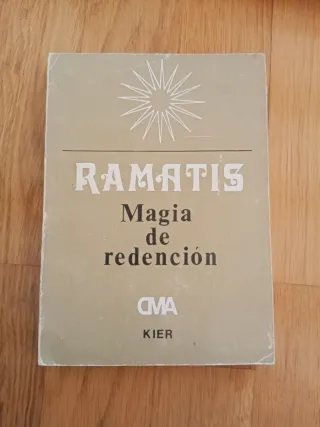 RAMATIS
Magia
de
redención
CMA
KIER